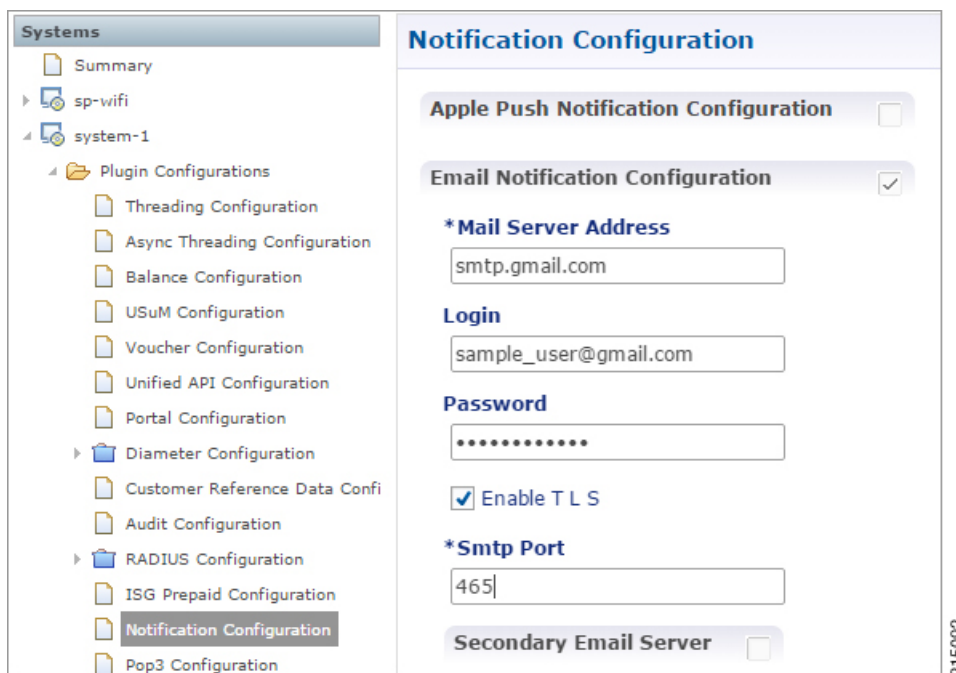 Systems
Summary
sp-wifi
system-1
Plugin Configurations
Threading Configuration
Async Threading Configuration
Balance Configuration
USuM Configuration
Voucher Configuration
Unified API Configuration
Portal Configuration
Diameter Configuration
Customer Reference Data Confi
Audit Configuration
RADIUS Configuration
ISG Prepaid Configuration
Notification Configuration
Pop3 Configuration
Notification Configuration
Apple Push Notification Configuration
Email Notification Configuration
*Mail Server Address
smtp.gmail.com
Login
sample_user@gmail.com
Password
••••••••••••
Enable T L S
*Smtp Port
465
Secondary Email Server